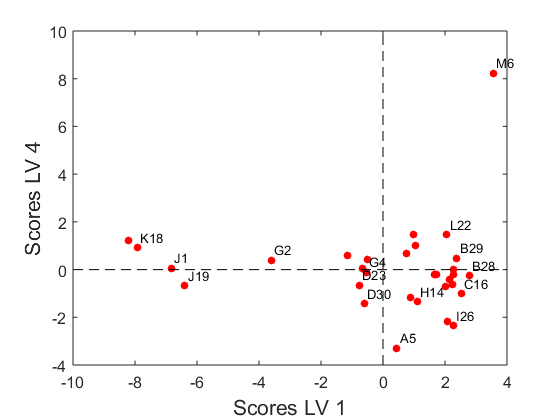 10
M6
8
6
4
2
L22
K18
B29
G2
J1
G4
B28
0
J19
D23
C16
D30
H14
-2
I26
A5
-4
-10 -8 -6 -4 -2 0 2 4
Scores LV 1
Scores LV 4